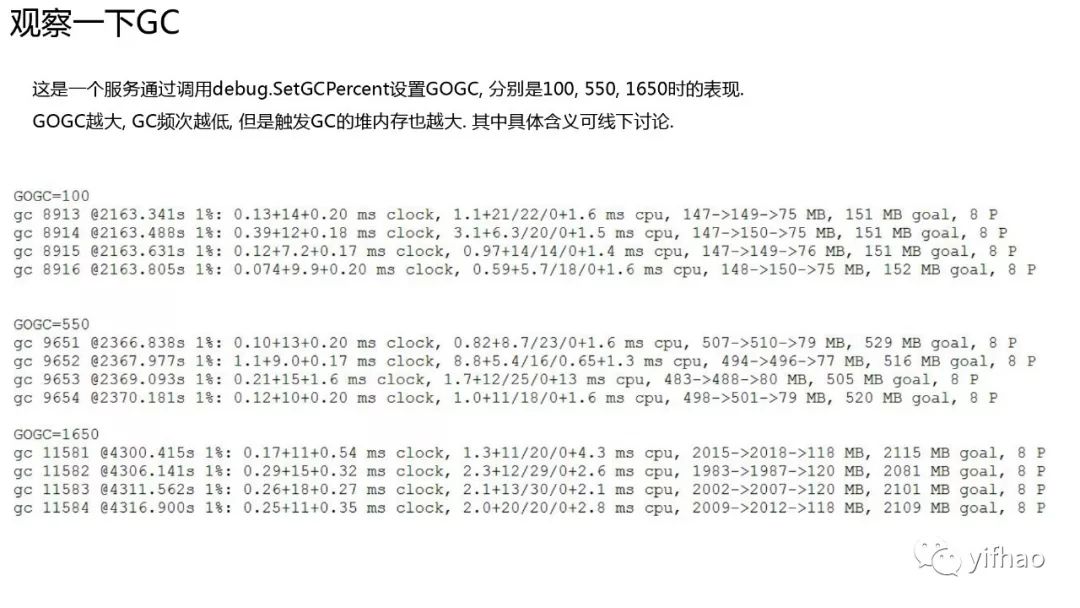 观察一下GC
这是一个服务通过调用debug.SetGCPercent设置GOGC, 分别是100, 550, 1650时的表现.
GOGC越大, GC频次越低, 但是触发GC的堆内存也越大. 其中具体含义可线下讨论.
GOGC=100
gc 8913 @2163.341s 1%: 0.13+14+0.20 ms clock, 1.1+21/22/0+1.6 ms cpu, 147->149->75 MB, 151 MB goal, 8 P
gc 8914 @2163.488s 1%: 0.39+12+0.18 ms clock, 3.1+6.3/20/0+1.5 ms cpu, 147->150->75 MB, 151 MB goal, 8 P
gc 8915 @2163.631s 1%: 0.12+7.2+0.17 ms clock, 0.97+14/14/0+1.4 ms cpu, 147->149->76 MB, 151 MB goal, 8 P
gc 8916 @2163.805s 1%: 0.074+9.9+0.20 ms clock, 0.59+5.7/18/0+1.6 ms cpu, 148->150->75 MB, 152 MB goal, 8 P
GOGC=550
gc 9651 @2366.838s 1%: 0.10+13+0.20 ms clock, 0.82+8.7/23/0+1.6 ms cpu, 507->510->79 MB, 529 MB goal, 8 P
gc 9652 @2367.977s 1%: 1.1+9.0+0.17 ms clock, 8.8+5.4/16/0.65+1.3 ms cpu, 494->496->77 MB, 516 MB goal, 8 P
gc 9653 @2369.093s 1%: 0.21+15+1.6 ms clock, 1.7+12/25/0+13 ms cpu, 483->488->80 MB, 505 MB goal, 8 P
gc 9654 @2370.181s 1%: 0.12+10+0.20 ms clock, 1.0+11/18/0+1.6 ms cpu, 498->501->79 MB, 520 MB goal, 8 P
GOGC=1650
gc 11581 @4300.415s 1%: 0.17+11+0.54 ms clock, 1.3+11/20/0+4.3 ms cpu, 2015->2018->118 MB, 2115 MB goal, 8 P
gc 11582 @4306.141s 1%: 0.29+15+0.32 ms clock, 2.3+12/29/0+2.6 ms cpu, 1983->1987->120 MB, 2081 MB goal, 8 P
gc 11583 @4311.562s 1%: 0.26+18+0.27 ms clock, 2.1+13/30/0+2.1 ms cpu, 2002->2007->120 MB, 2101 MB goal, 8 P
gc 11584 @4316.900s 1%: 0.25+11+0.35 ms clock, 2.0+20/20/0+2.8 ms cpu, 2009->2012->118 MB, 2109 MB goal, 8 P
yifhao